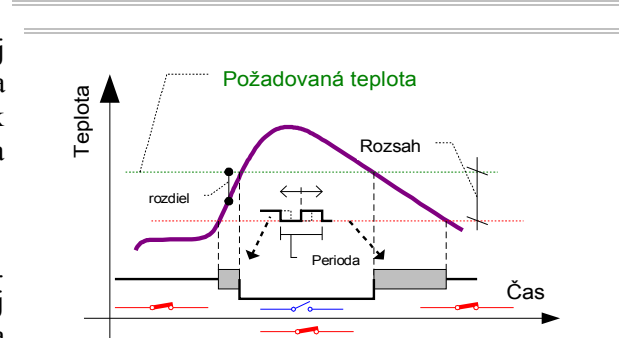 j
a
k
a
Požadovaná teplota
Teplota
Rozsah
rozdiel
Perioda
Čas
j